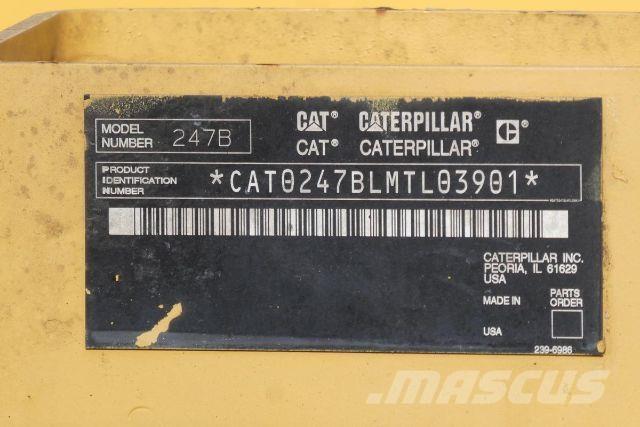 MODEL
NUMBER 247B
CAT® CATERPILLAR®
CAT® CATERPILLAR®
PRODUCT
IDENTIFICATION
NUMBER
*CAT0247BLMTL03901*
CATERPILLAR INC.
PEORIA, IL 61629
USA
MADE IN
PARTS
ORDER
USA
239-6986
MASCUS